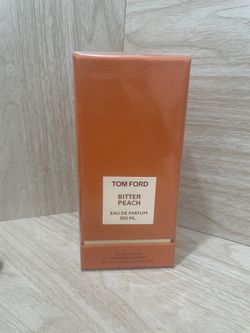 TOM FORD
BITTER
PEACH
EAU DE PARFUM
100 ML